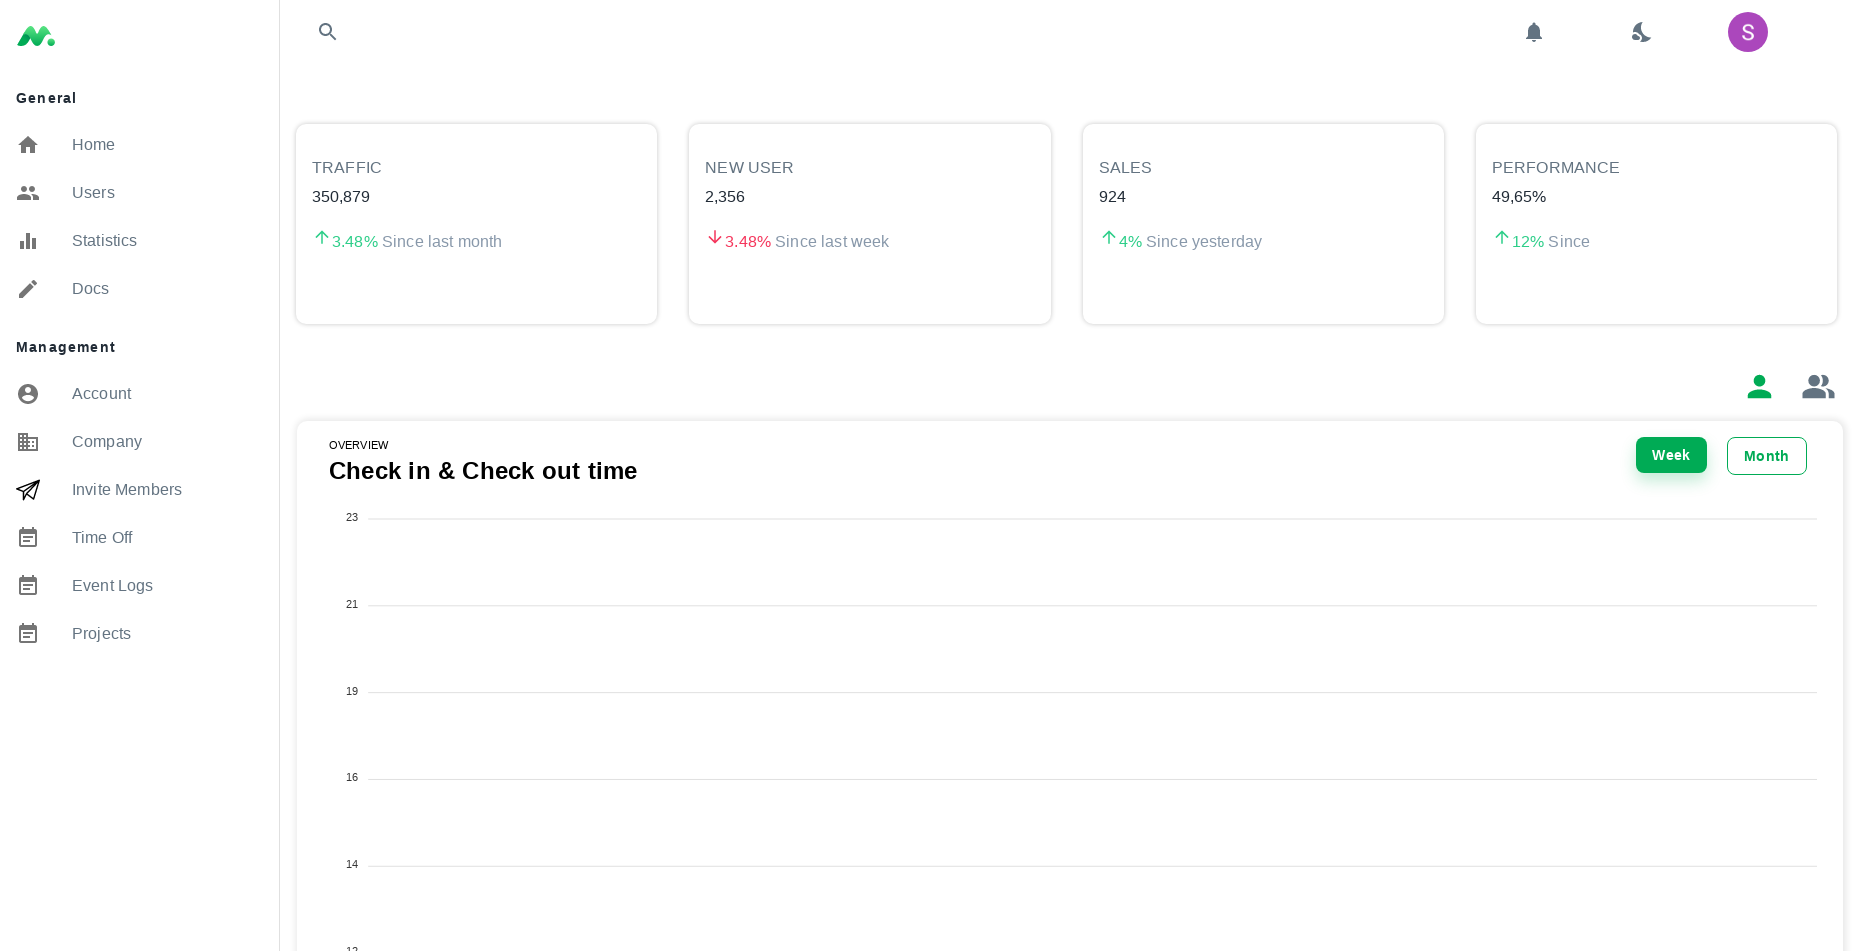 S
General
Home
Users
Statistics
Docs
Management
Account
Company
Invite Members
Time Off
Event Logs
Projects
TRAFFIC
350,879
3.48% Since last month
NEW USER
2,356
3.48% Since last week
SALES
924
4% Since yesterday
PERFORMANCE
49,65%
12% Since
OVERVIEW
Check in & Check out time
Week
Month
23
21
19
16
14